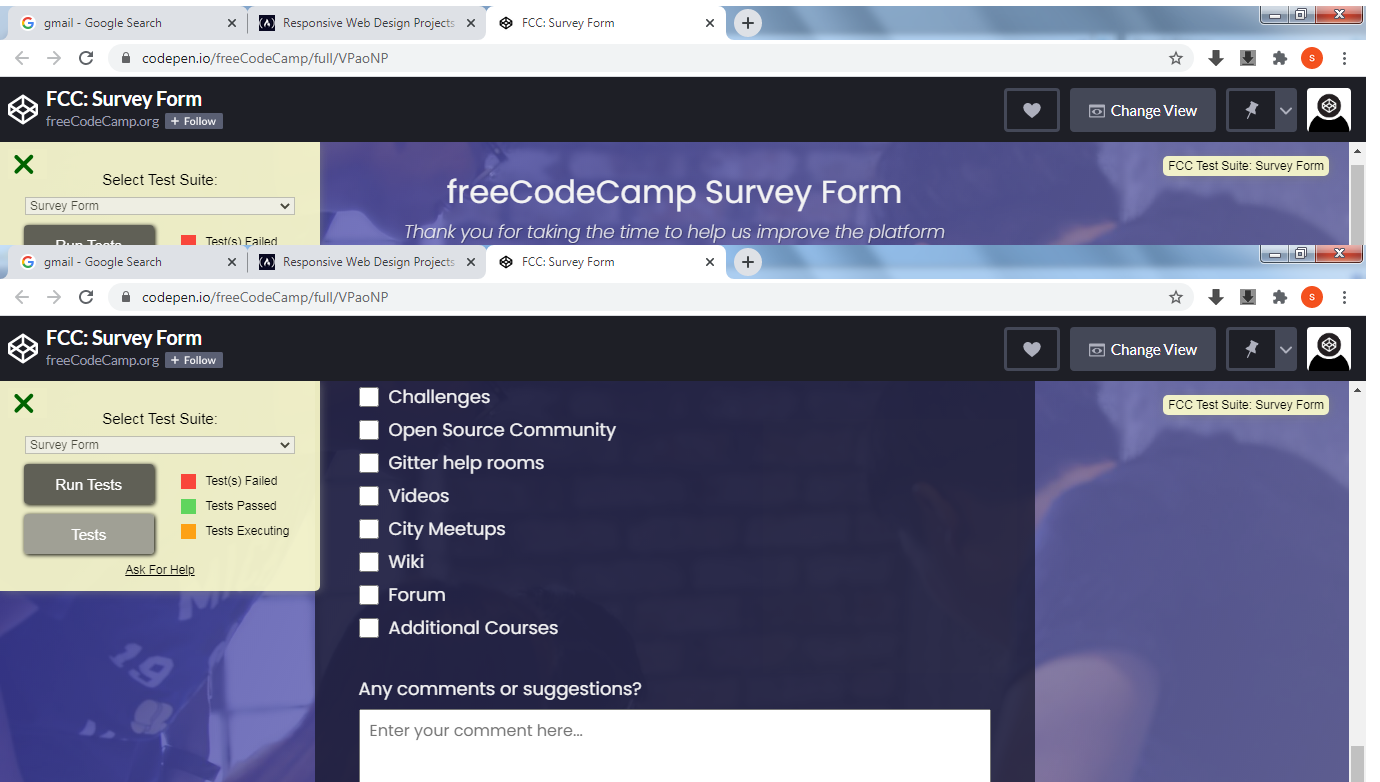 gmail - Google Search
Responsive Web Design Projects
FCC: Survey Form
codepen.io/freeCodeCamp/full/VPaoNP
S
FCC: Survey Form
freeCodeCamp.org + Follow
Change View
Select Test Suite:
Survey Form
Run Tests
Test(s) Failed
freeCodeCamp Survey Form
Thank you for taking the time to help us improve the platform
FCC Test Suite: Survey Form
gmail - Google Search
Responsive Web Design Projects
FCC: Survey Form
codepen.io/freeCodeCamp/full/VPaoNP
S
FCC: Survey Form
freeCodeCamp.org + Follow
Change View
Select Test Suite:
Survey Form
Run Tests
Test(s) Failed
Tests Passed
Tests
Tests Executing
Ask For Help
FCC Test Suite: Survey Form
Challenges
Open Source Community
Gitter help rooms
Videos
City Meetups
Wiki
Forum
Additional Courses
Any comments or suggestions?
Enter your comment here...
19